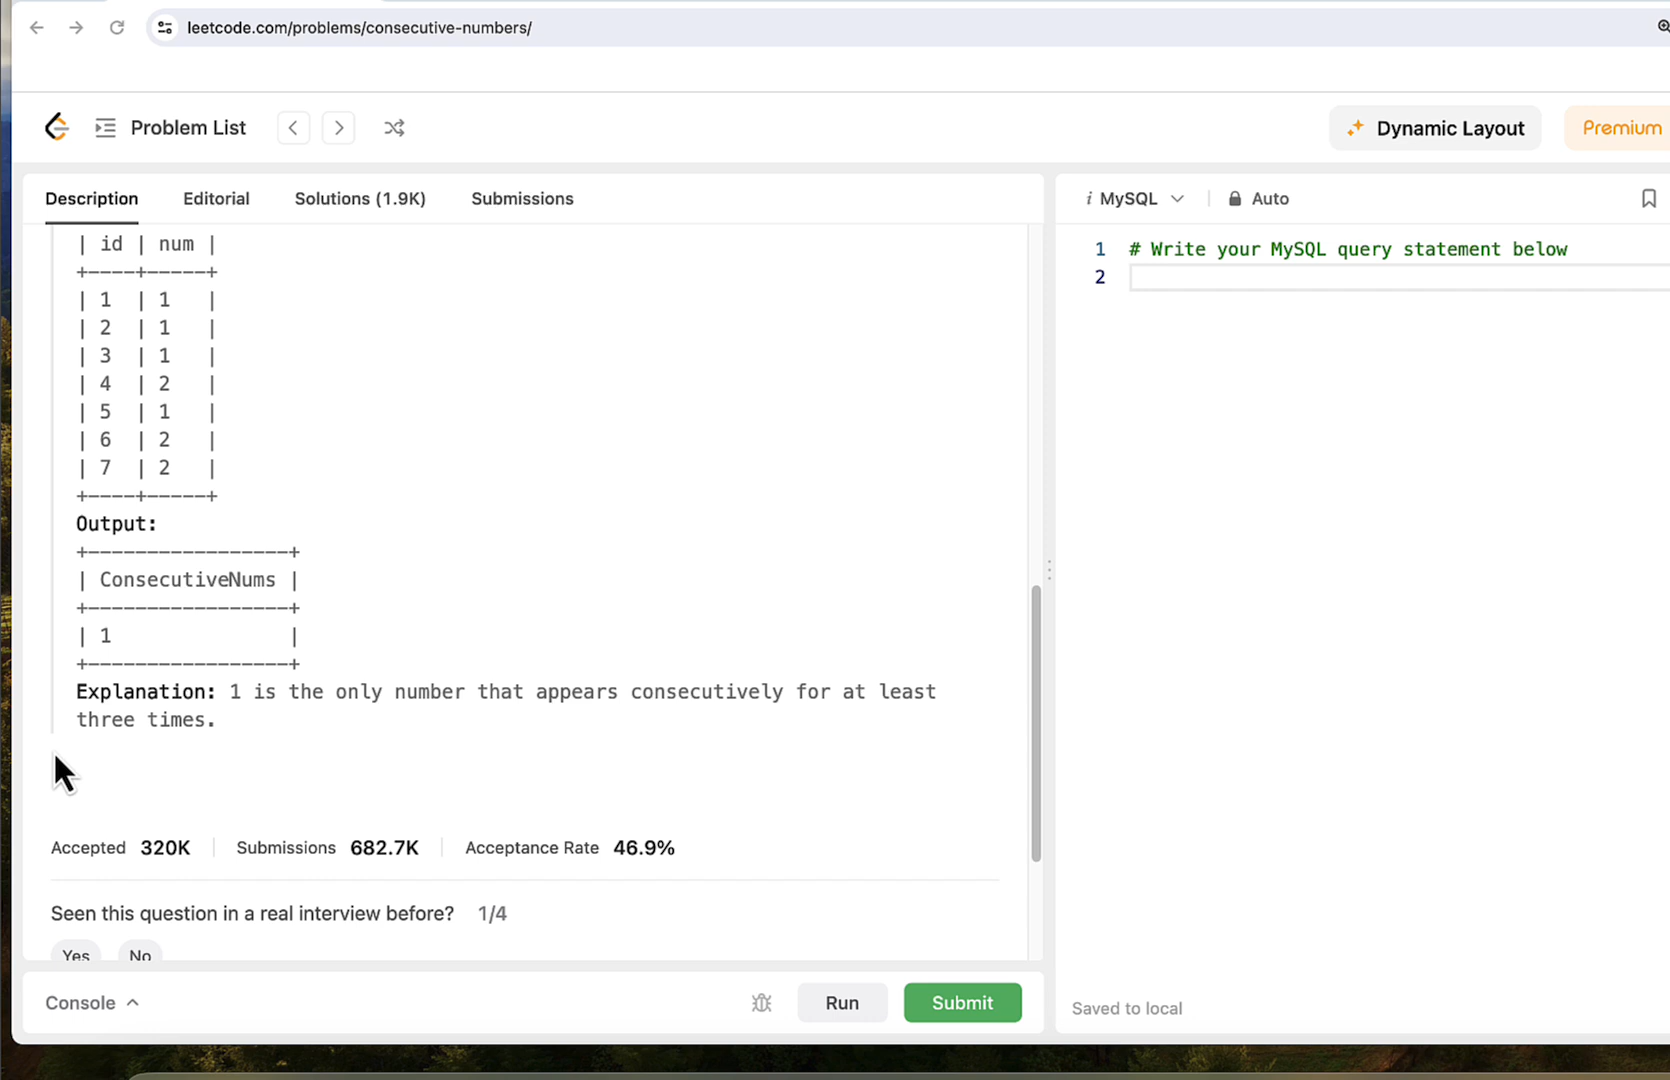 leetcode.com/problems/consecutive-numbers/
Problem List
Dynamic Layout
Premium
Description Editorial Solutions (1.9K) Submissions
| id | num |
+----+-----+
| 1 | 1 |
| 2 | 1 |
| 3 | 1 |
| 4 | 2 |
| 5 | 1 |
| 6 | 2 |
| 7 | 2 |
+----+-----+
Output:
+-----------------+
| ConsecutiveNums |
+-----------------+
| 1 |
+-----------------+
Explanation: 1 is the only number that appears consecutively for at least
three times.
Accepted 320K Submissions 682.7K Acceptance Rate 46.9%
Seen this question in a real interview before? 1/4
Yes No
Console Run Submit
i MySQL Auto
1 # Write your MySQL query statement below
2
Saved to local